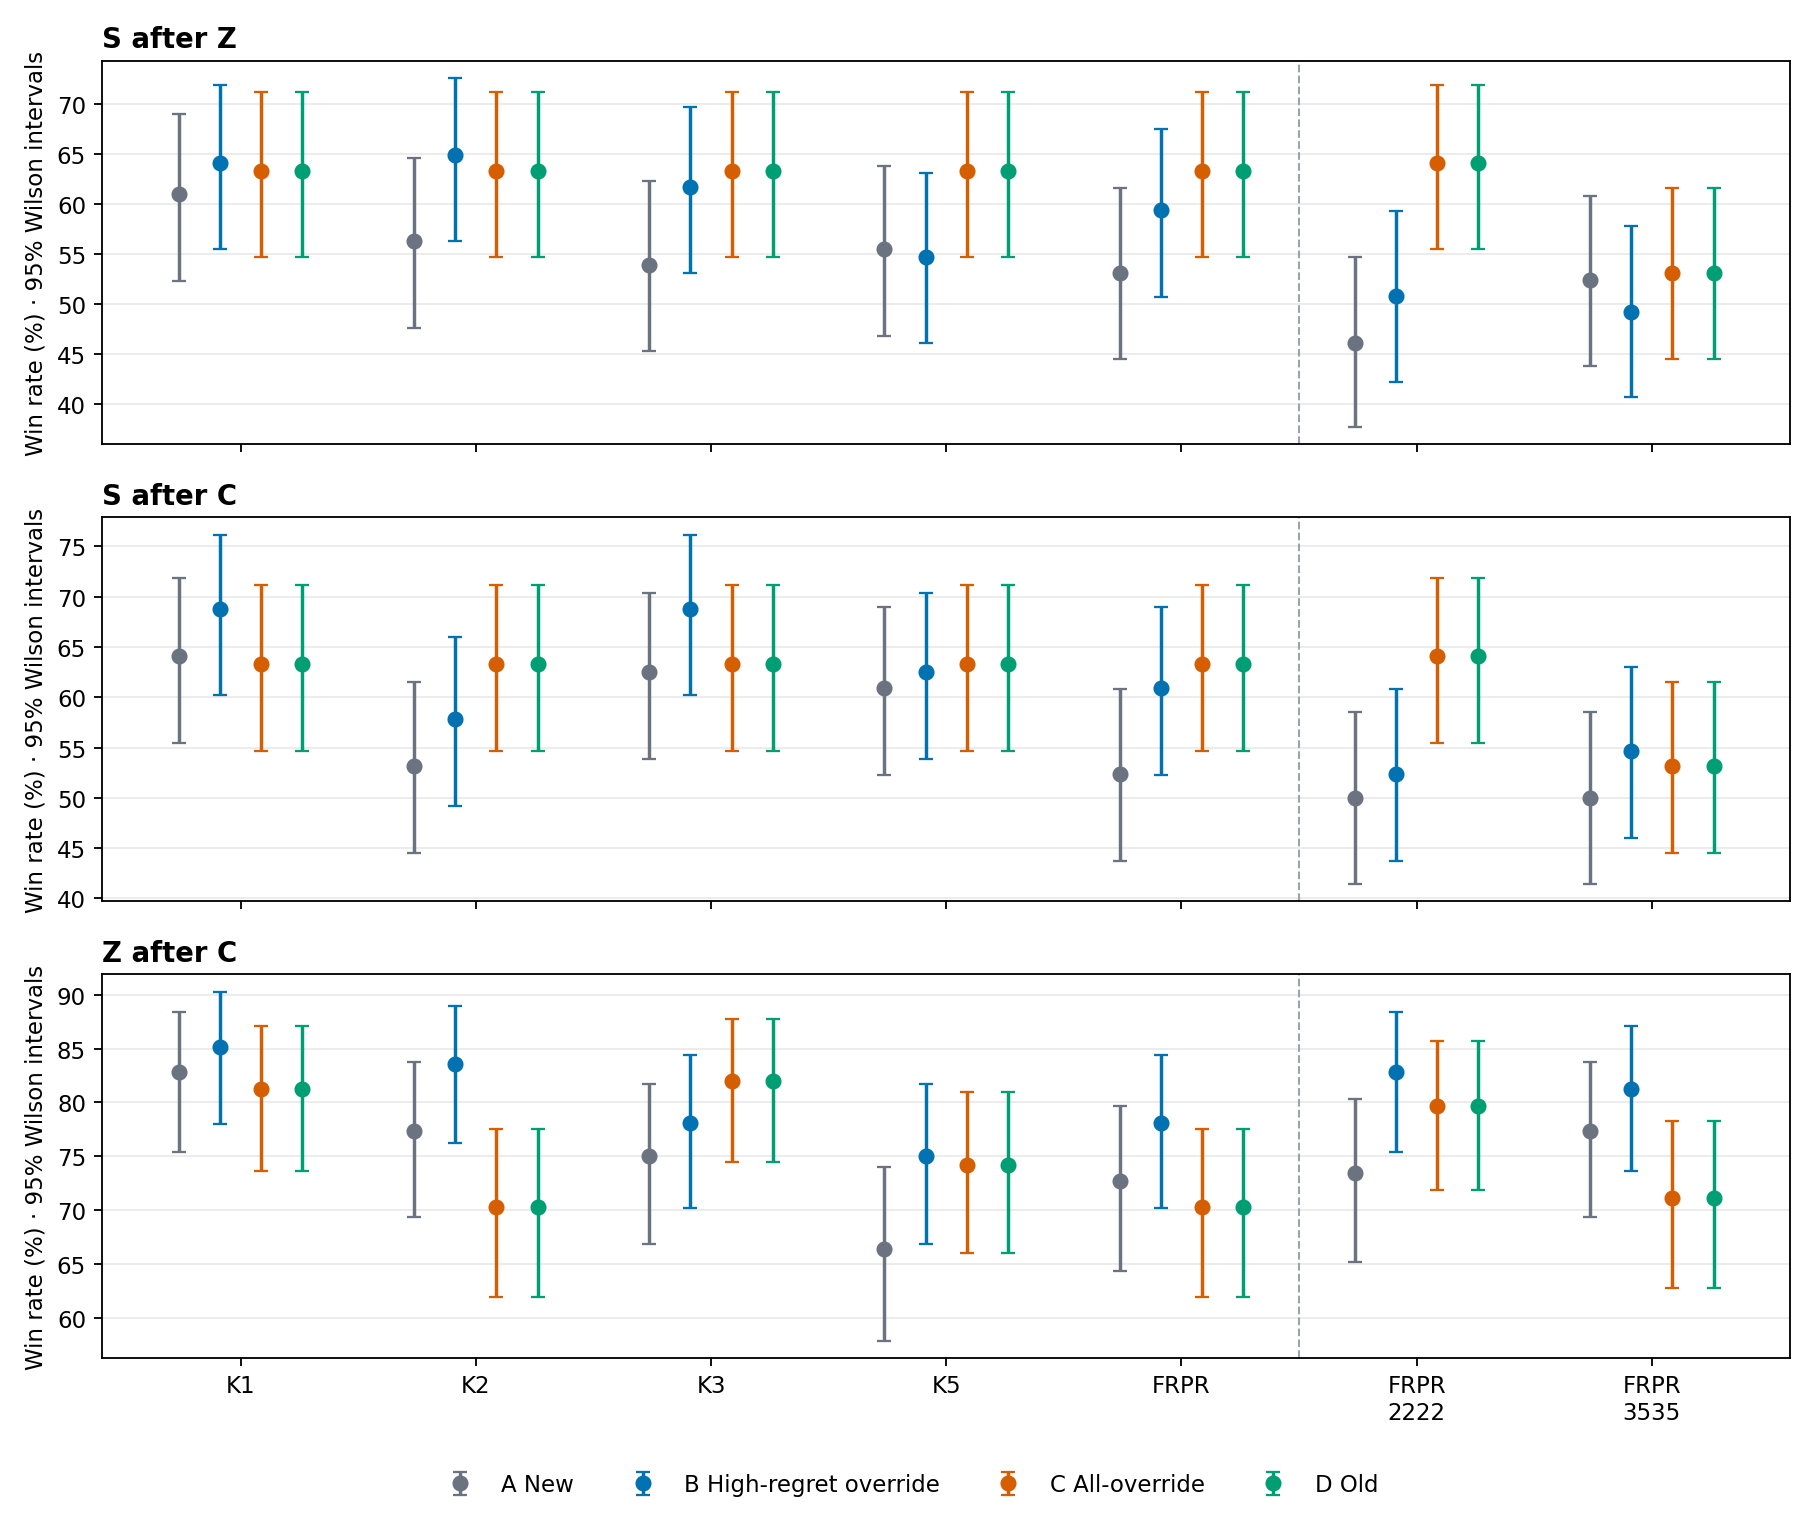 S after Z
Win rate (%) · 95% Wilson intervals
70
65
60
55
50
45
40
S after C
Win rate (%) · 95% Wilson intervals
75
70
65
60
55
50
45
40
Z after C
Win rate (%) · 95% Wilson intervals
90
85
80
75
70
65
60
K1 K2 K3 K5 FRPR FRPR FRPR
2222 3535
A New B High-regret override C All-override D Old